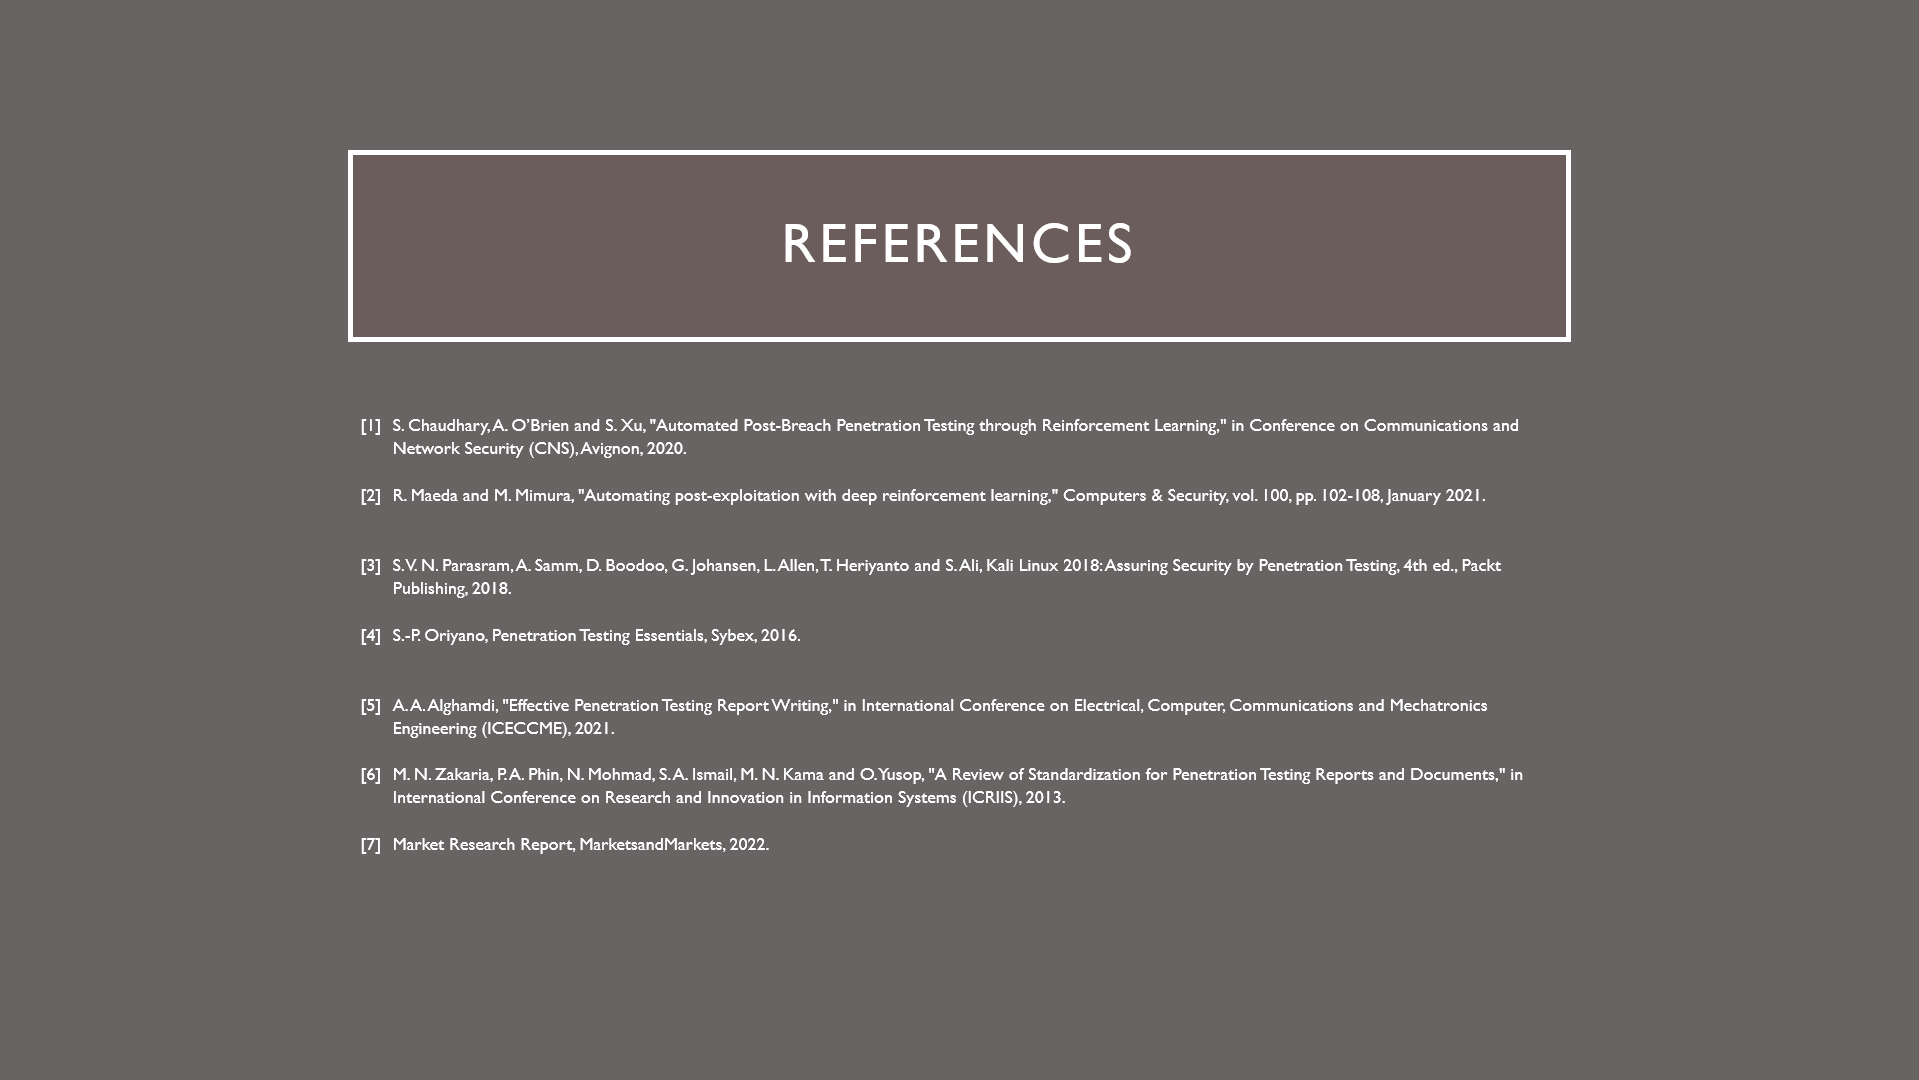 REFERENCES
[1] S. Chaudhary, A. O’Brien and S. Xu, "Automated Post-Breach Penetration Testing through Reinforcement Learning," in Conference on Communications and
Network Security (CNS), Avignon, 2020.
[2] R. Maeda and M. Mimura, "Automating post-exploitation with deep reinforcement learning," Computers & Security, vol. 100, pp. 102-108, January 2021.
[3] S. V. N. Parasram, A. Samm, D. Boodoo, G. Johansen, L. Allen, T. Heriyanto and S. Ali, Kali Linux 2018: Assuring Security by Penetration Testing, 4th ed., Packt
Publishing, 2018.
[4] S.-P. Oriyano, Penetration Testing Essentials, Sybex, 2016.
[5] A. A. Alghamdi, "Effective Penetration Testing Report Writing," in International Conference on Electrical, Computer, Communications and Mechatronics
Engineering (ICECCME), 2021.
[6] M. N. Zakaria, P. A. Phin, N. Mohmad, S. A. Ismail, M. N. Kama and O. Yusop, "A Review of Standardization for Penetration Testing Reports and Documents," in
International Conference on Research and Innovation in Information Systems (ICRIIS), 2013.
[7] Market Research Report, MarketsandMarkets, 2022.